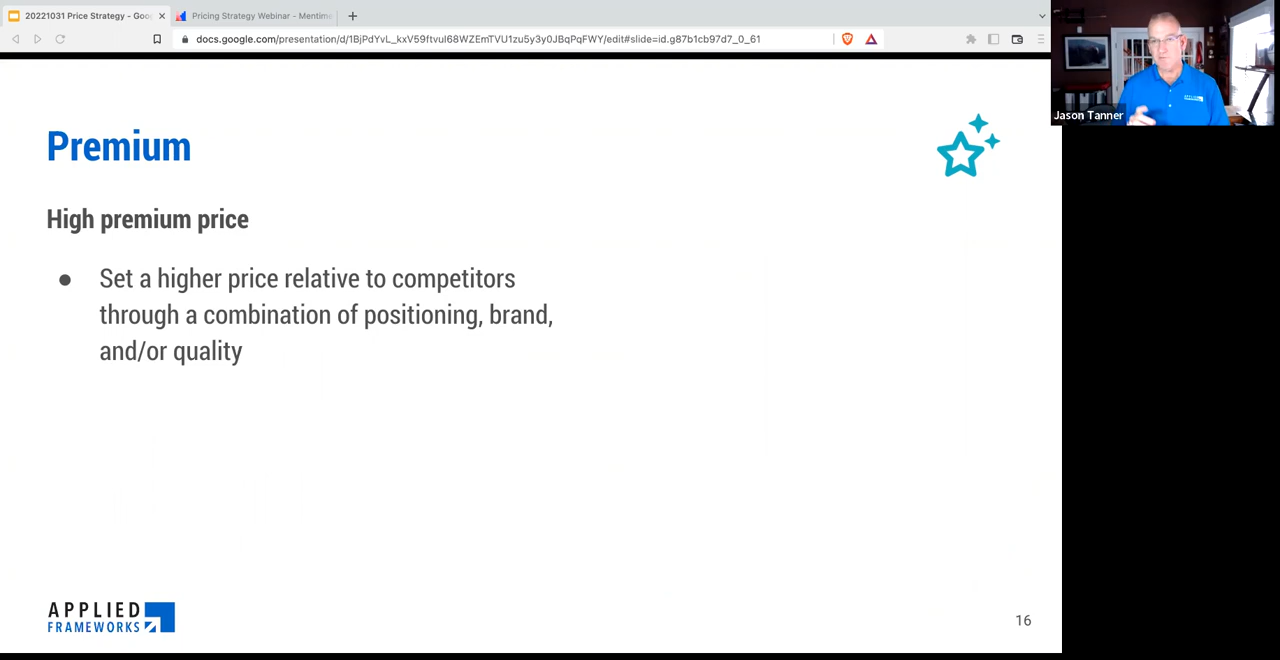 20221031 Price Strategy - Goo
Pricing Strategy Webinar - Mentime
docs.google.com/presentation/d/1BjPdYvL_kxV59ftvul68WZEmTVU1zu5y3y0JBqPqFWY/edit#slide=id.g87b1cb97d7_0_61
Jason Tanner
Premium
High premium price
● Set a higher price relative to competitors
through a combination of positioning, brand,
and/or quality
APPLIED
FRAMEWORKS
16